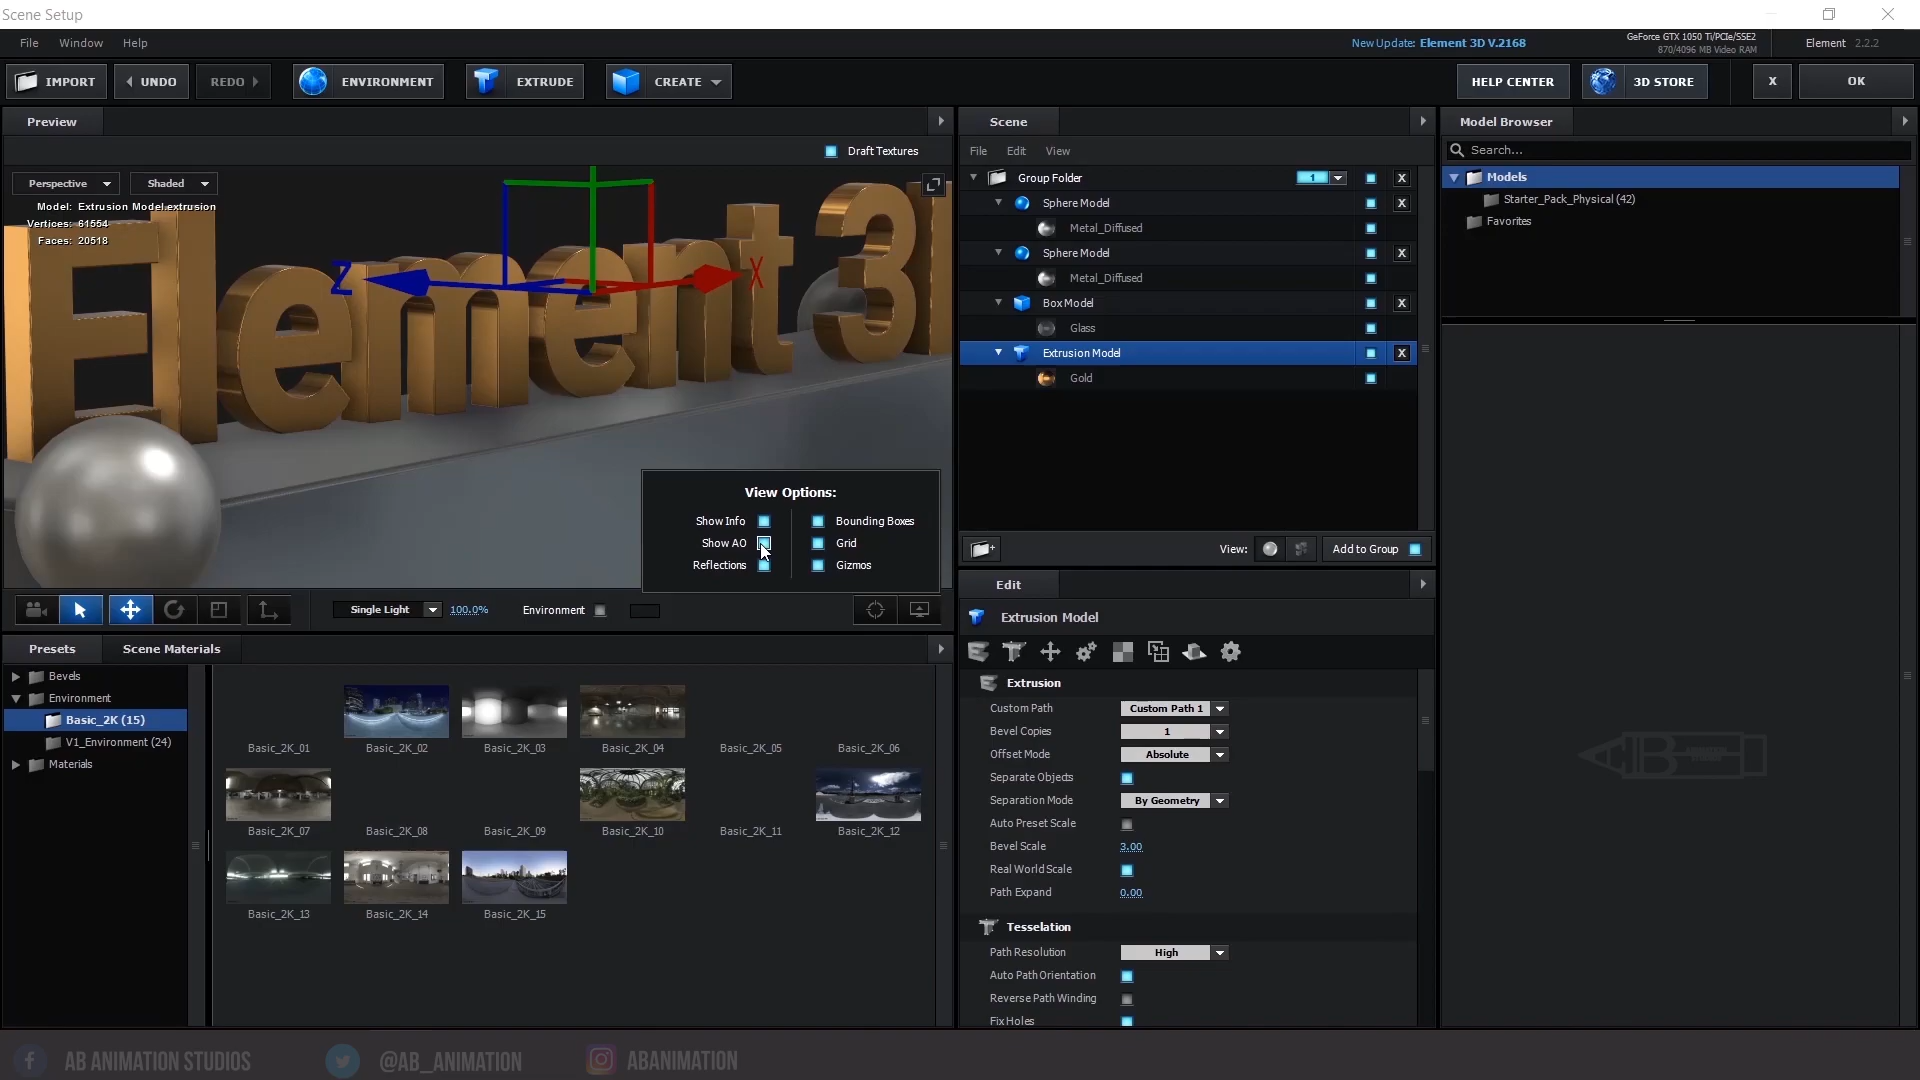 Scene Setup
File Window Help
New Update: Element 3D V.2168
GeForce GTX 1050 Ti/PCIe/SSE2
870/4096 MB Video RAM
Element 2.2.2
IMPORT UNDO REDO ENVIRONMENT EXTRUDE CREATE HELP CENTER 3D STORE X OK
Preview
Draft Textures
Perspective Shaded
Model: Extrusion Model.extrusion
Vertices: 61554
Faces: 20518
Element 3
Z X
View Options:
Show Info Bounding Boxes
Show AO Grid
Reflections Gizmos
Single Light 100.0% Environment
Presets Scene Materials
Bevels
Environment
Basic_2K (15)
V1_Environment (24)
Materials
Basic_2K_01 Basic_2K_02 Basic_2K_03 Basic_2K_04 Basic_2K_05 Basic_2K_06
Basic_2K_07 Basic_2K_08 Basic_2K_09 Basic_2K_10 Basic_2K_11 Basic_2K_12
Basic_2K_13 Basic_2K_14 Basic_2K_15
Scene
File Edit View
Group Folder 1 X
Sphere Model X
Metal_Diffused
Sphere Model X
Metal_Diffused
Box Model X
Glass
Extrusion Model X
Gold
View: Add to Group
Edit
Extrusion Model
Extrusion
Custom Path Custom Path 1
Bevel Copies 1
Offset Mode Absolute
Separate Objects
Separation Mode By Geometry
Auto Preset Scale
Bevel Scale 3.00
Real World Scale
Path Expand 0.00
Tesselation
Path Resolution High
Auto Path Orientation
Reverse Path Winding
Fix Holes
Model Browser
Search...
Models
Starter_Pack_Physical (42)
Favorites
AB
AB ANIMATION STUDIOS @AB_ANIMATION ABANIMATION